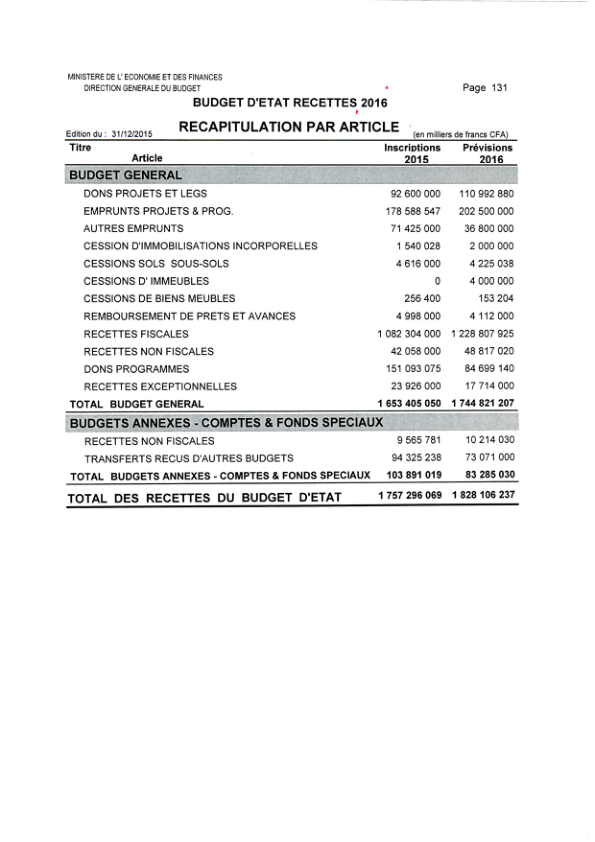 MINISTERE DE L' ECONOMIE ET DES FINANCES
DIRECTION GENERALE DU BUDGET
Page 131
BUDGET D'ETAT RECETTES 2016
RECAPITULATION PAR ARTICLE
Edition du : 31/12/2015 (en milliers de francs CFA)
Titre Inscriptions Prévisions
Article 2015 2016
BUDGET GENERAL
DONS PROJETS ET LEGS 92 600 000 110 992 880
EMPRUNTS PROJETS & PROG. 178 588 547 202 500 000
AUTRES EMPRUNTS 71 425 000 36 800 000
CESSION D'IMMOBILISATIONS INCORPORELLES 1 540 028 2 000 000
CESSIONS SOLS SOUS-SOLS 4 616 000 4 225 038
CESSIONS D' IMMEUBLES 0 4 000 000
CESSIONS DE BIENS MEUBLES 256 400 153 204
REMBOURSEMENT DE PRETS ET AVANCES 4 998 000 4 112 000
RECETTES FISCALES 1 082 304 000 1 228 807 925
RECETTES NON FISCALES 42 058 000 48 817 020
DONS PROGRAMMES 151 093 075 84 699 140
RECETTES EXCEPTIONNELLES 23 926 000 17 714 000
TOTAL BUDGET GENERAL 1 653 405 050 1 744 821 207
BUDGETS ANNEXES - COMPTES & FONDS SPECIAUX
RECETTES NON FISCALES 9 565 781 10 214 030
TRANSFERTS RECUS D'AUTRES BUDGETS 94 325 238 73 071 000
TOTAL BUDGETS ANNEXES - COMPTES & FONDS SPECIAUX 103 891 019 83 285 030
TOTAL DES RECETTES DU BUDGET D'ETAT 1 757 296 069 1 828 106 237